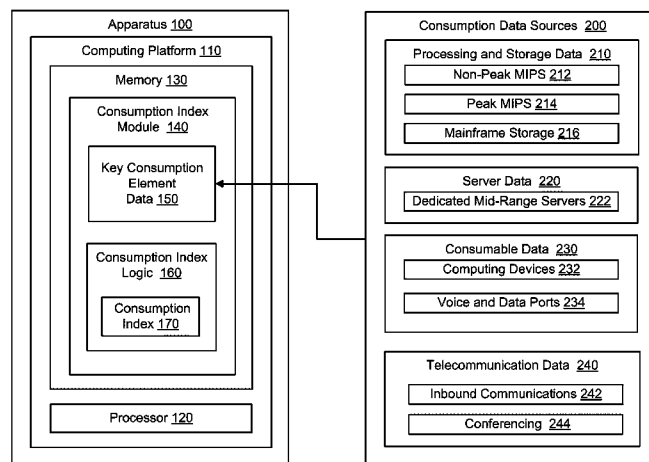 Apparatus 100
Computing Platform 110
Memory 130
Consumption Index
Module 140
Key Consumption
Element
Data 150
Consumption Index
Logic 160
Consumption
Index 170
Processor 120
Consumption Data Sources 200
Processing and Storage Data 210
Non-Peak MIPS 212
Peak MIPS 214
Mainframe Storage 216
Server Data 220
Dedicated Mid-Range Servers 222
Consumable Data 230
Computing Devices 232
Voice and Data Ports 234
Telecommunication Data 240
Inbound Communications 242
Conferencing 244